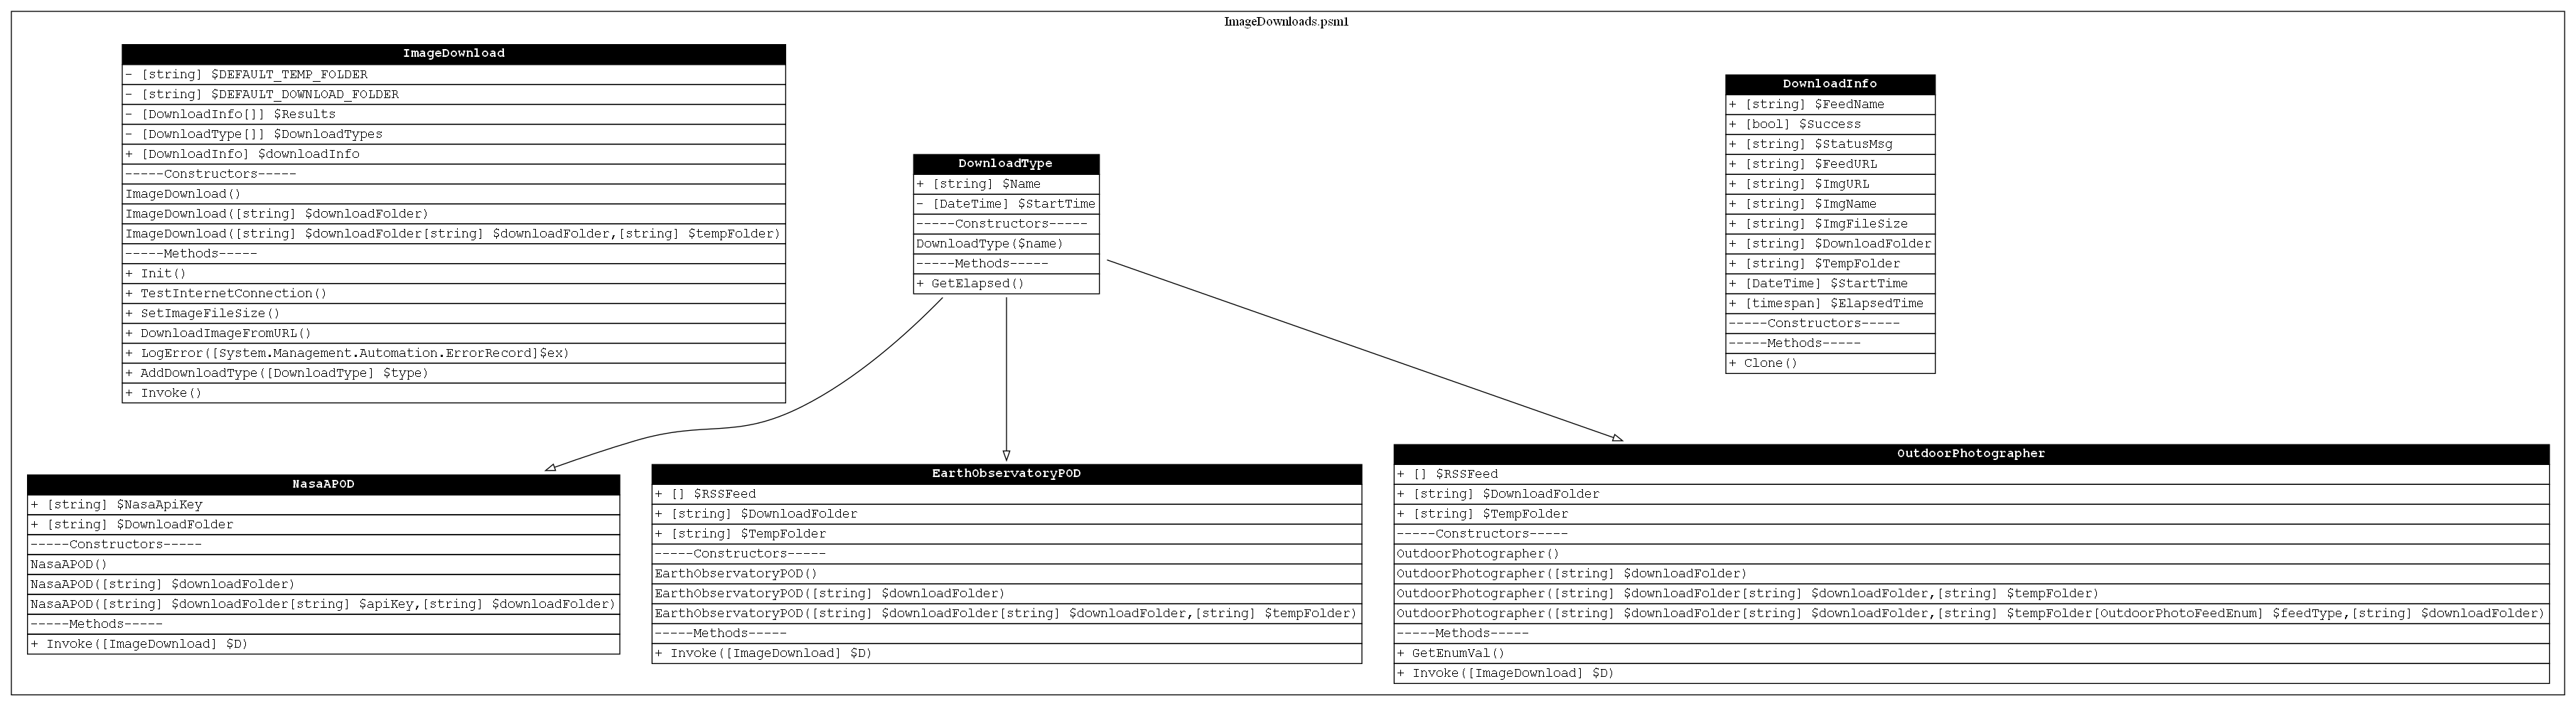 ImageDownloads.psm1
ImageDownload
- [string] $DEFAULT_TEMP_FOLDER
- [string] $DEFAULT_DOWNLOAD_FOLDER
- [DownloadInfo[]] $Results
- [DownloadType[]] $DownloadTypes
+ [DownloadInfo] $downloadInfo
-----Constructors-----
ImageDownload()
ImageDownload([string] $downloadFolder)
ImageDownload([string] $downloadFolder[string] $downloadFolder,[string] $tempFolder)
-----Methods-----
+ Init()
+ TestInternetConnection()
+ SetImageFileSize()
+ DownloadImageFromURL()
+ LogError([System.Management.Automation.ErrorRecord]$ex)
+ AddDownloadType([DownloadType] $type)
+ Invoke()
DownloadType
+ [string] $Name
- [DateTime] $StartTime
-----Constructors-----
DownloadType($name)
-----Methods-----
+ GetElapsed()
DownloadInfo
+ [string] $FeedName
+ [bool] $Success
+ [string] $StatusMsg
+ [string] $FeedURL
+ [string] $ImgURL
+ [string] $ImgName
+ [string] $ImgFileSize
+ [string] $DownloadFolder
+ [string] $TempFolder
+ [DateTime] $StartTime
+ [timespan] $ElapsedTime
-----Constructors-----
-----Methods-----
+ Clone()
NasaAPOD
+ [string] $NasaApiKey
+ [string] $DownloadFolder
-----Constructors-----
NasaAPOD()
NasaAPOD([string] $downloadFolder)
NasaAPOD([string] $downloadFolder[string] $apiKey,[string] $downloadFolder)
-----Methods-----
+ Invoke([ImageDownload] $D)
EarthObservatoryPOD
+ [] $RSSFeed
+ [string] $DownloadFolder
+ [string] $TempFolder
-----Constructors-----
EarthObservatoryPOD()
EarthObservatoryPOD([string] $downloadFolder)
EarthObservatoryPOD([string] $downloadFolder[string] $downloadFolder,[string] $tempFolder)
-----Methods-----
+ Invoke([ImageDownload] $D)
OutdoorPhotographer
+ [] $RSSFeed
+ [string] $DownloadFolder
+ [string] $TempFolder
-----Constructors-----
OutdoorPhotographer()
OutdoorPhotographer([string] $downloadFolder)
OutdoorPhotographer([string] $downloadFolder[string] $downloadFolder,[string] $tempFolder)
OutdoorPhotographer([string] $downloadFolder[string] $downloadFolder,[string] $tempFolder[OutdoorPhotoFeedEnum] $feedType,[string] $downloadFolder)
-----Methods-----
+ GetEnumVal()
+ Invoke([ImageDownload] $D)